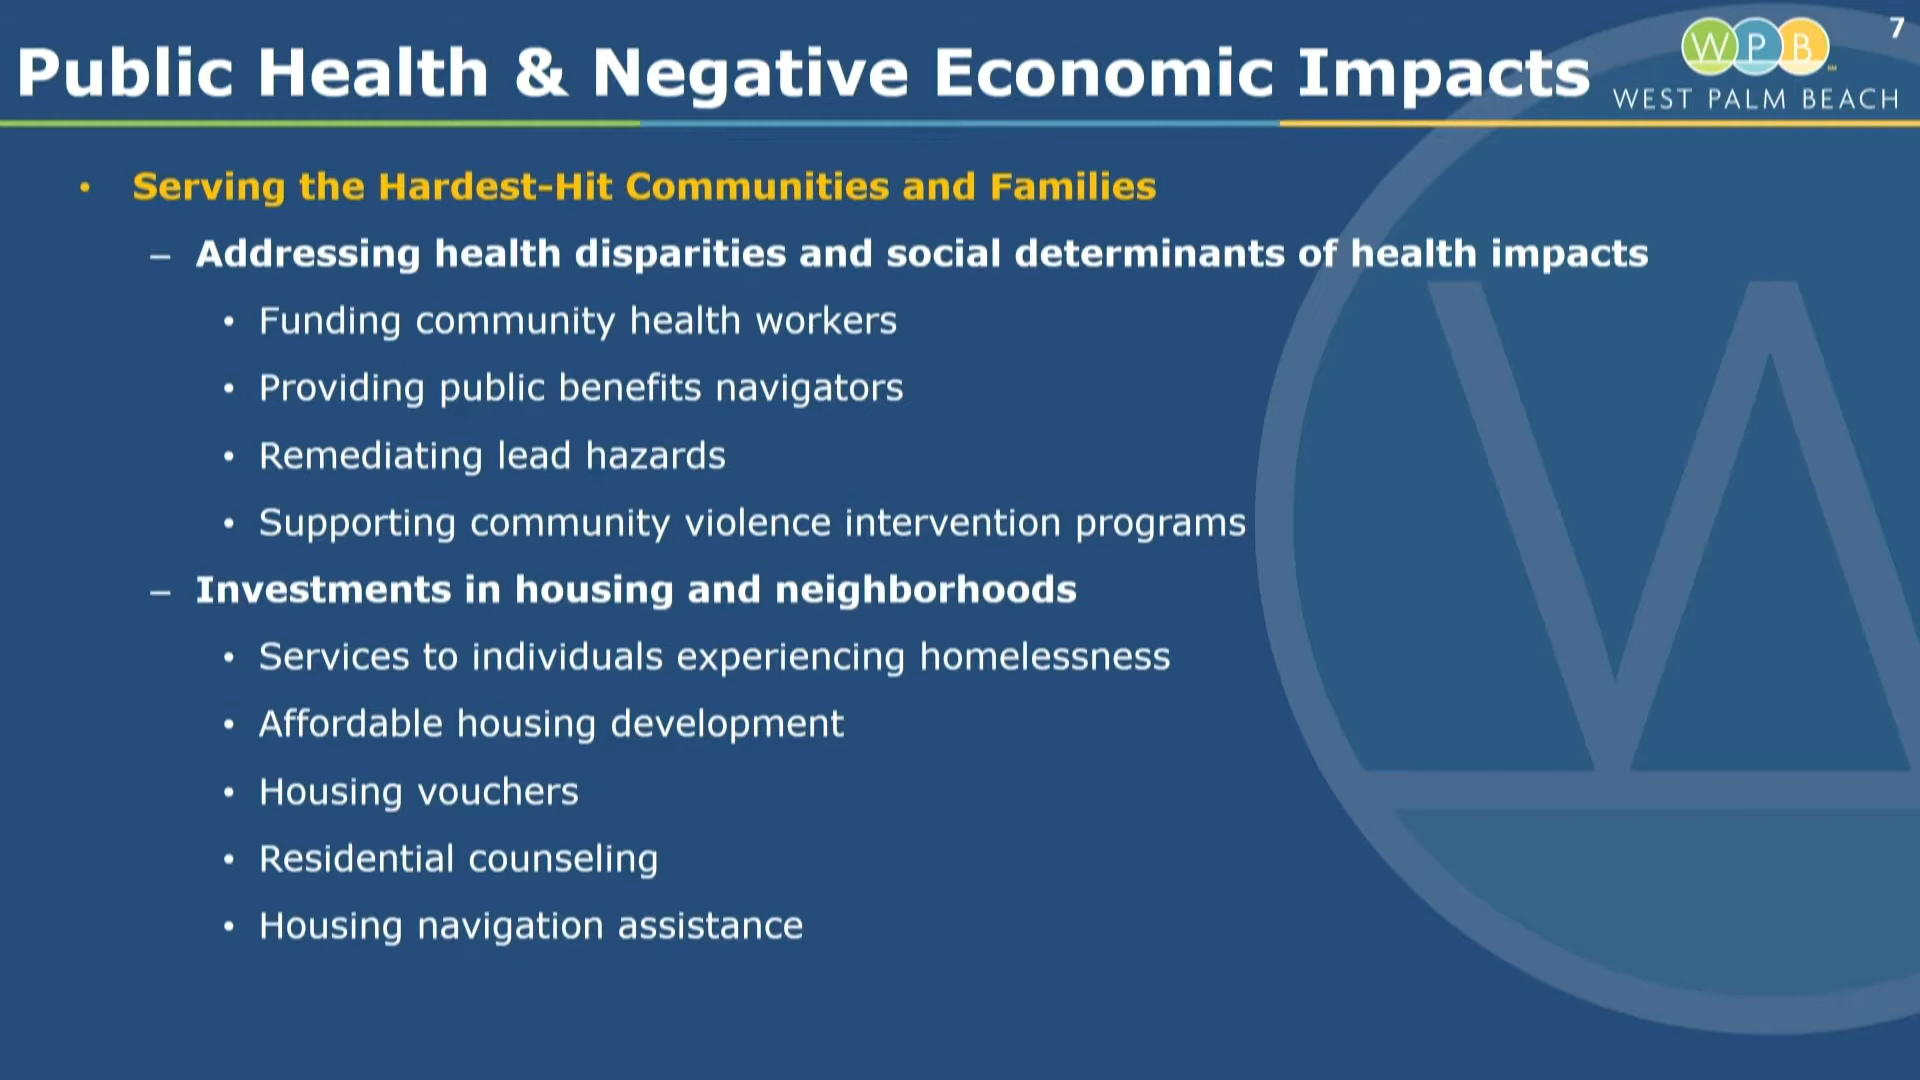 7
Public Health & Negative Economic Impacts
WPB
WEST PALM BEACH
• Serving the Hardest-Hit Communities and Families
– Addressing health disparities and social determinants of health impacts
• Funding community health workers
• Providing public benefits navigators
• Remediating lead hazards
• Supporting community violence intervention programs
– Investments in housing and neighborhoods
• Services to individuals experiencing homelessness
• Affordable housing development
• Housing vouchers
• Residential counseling
• Housing navigation assistance